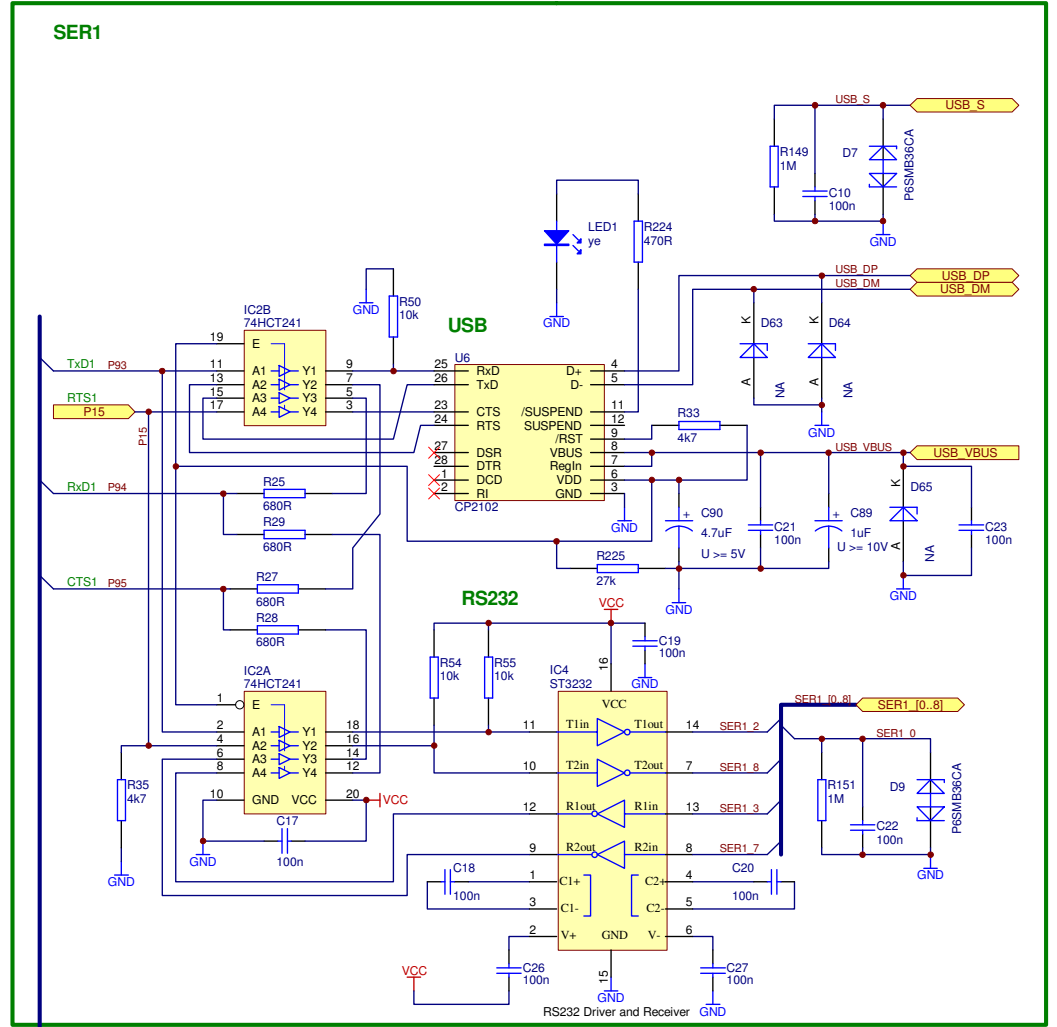 SER1
USB_S
USB_S
R149
1M
D7
P6SMB36CA
C10
100n
GND
LED1
ye
R224
470R
GND
USB_DP
USB_DP
USB_DM
USB_DM
K
D63
A
NA
K
D64
A
NA
GND
GND
R50
10k
USB
IC2B
74HCT241
19 E
11 A1 Y1 9
13 A2 Y2 7
15 A3 Y3 5
17 A4 Y4 3
TxD1 P93
RTS1
P15
P15
RxD1 P94
CTS1 P95
U6
25 RxD D+ 4
26 TxD D- 5
23 CTS /SUSPEND 11
24 RTS SUSPEND 12
/RST 9
27 DSR VBUS 8
28 DTR RegIn 7
1 DCD VDD 6
2 RI GND 3
CP2102
GND
R33
4k7
USB_VBUS
USB_VBUS
C90
4.7uF
U >= 5V
C21
100n
C89
1uF
U >= 10V
K
D65
A
NA
C23
100n
GND
GND
R225
27k
R25
680R
R29
680R
R27
680R
R28
680R
RS232
VCC
C19
100n
GND
R54
10k
R55
10k
IC2A
74HCT241
1 E
2 A1 Y1 18
4 A2 Y2 16
6 A3 Y3 14
8 A4 Y4 12
10 GND VCC 20
VCC
R35
4k7
GND
GND
C17
100n
IC4
ST3232
16
VCC
11 T1in T1out 14
10 T2in T2out 7
12 R1out R1in 13
9 R2out R2in 8
1 C1+ C2+ 4
3 C1- C2- 5
2 V+ GND V- 6
15
GND
RS232 Driver and Receiver
C18
100n
C20
100n
VCC
C26
100n
C27
100n
GND
SER1_[0..8]
SER1_[0..8]
SER1_2
SER1_8
SER1_3
SER1_7
SER1_0
R151
1M
C22
100n
D9
P6SMB36CA
GND